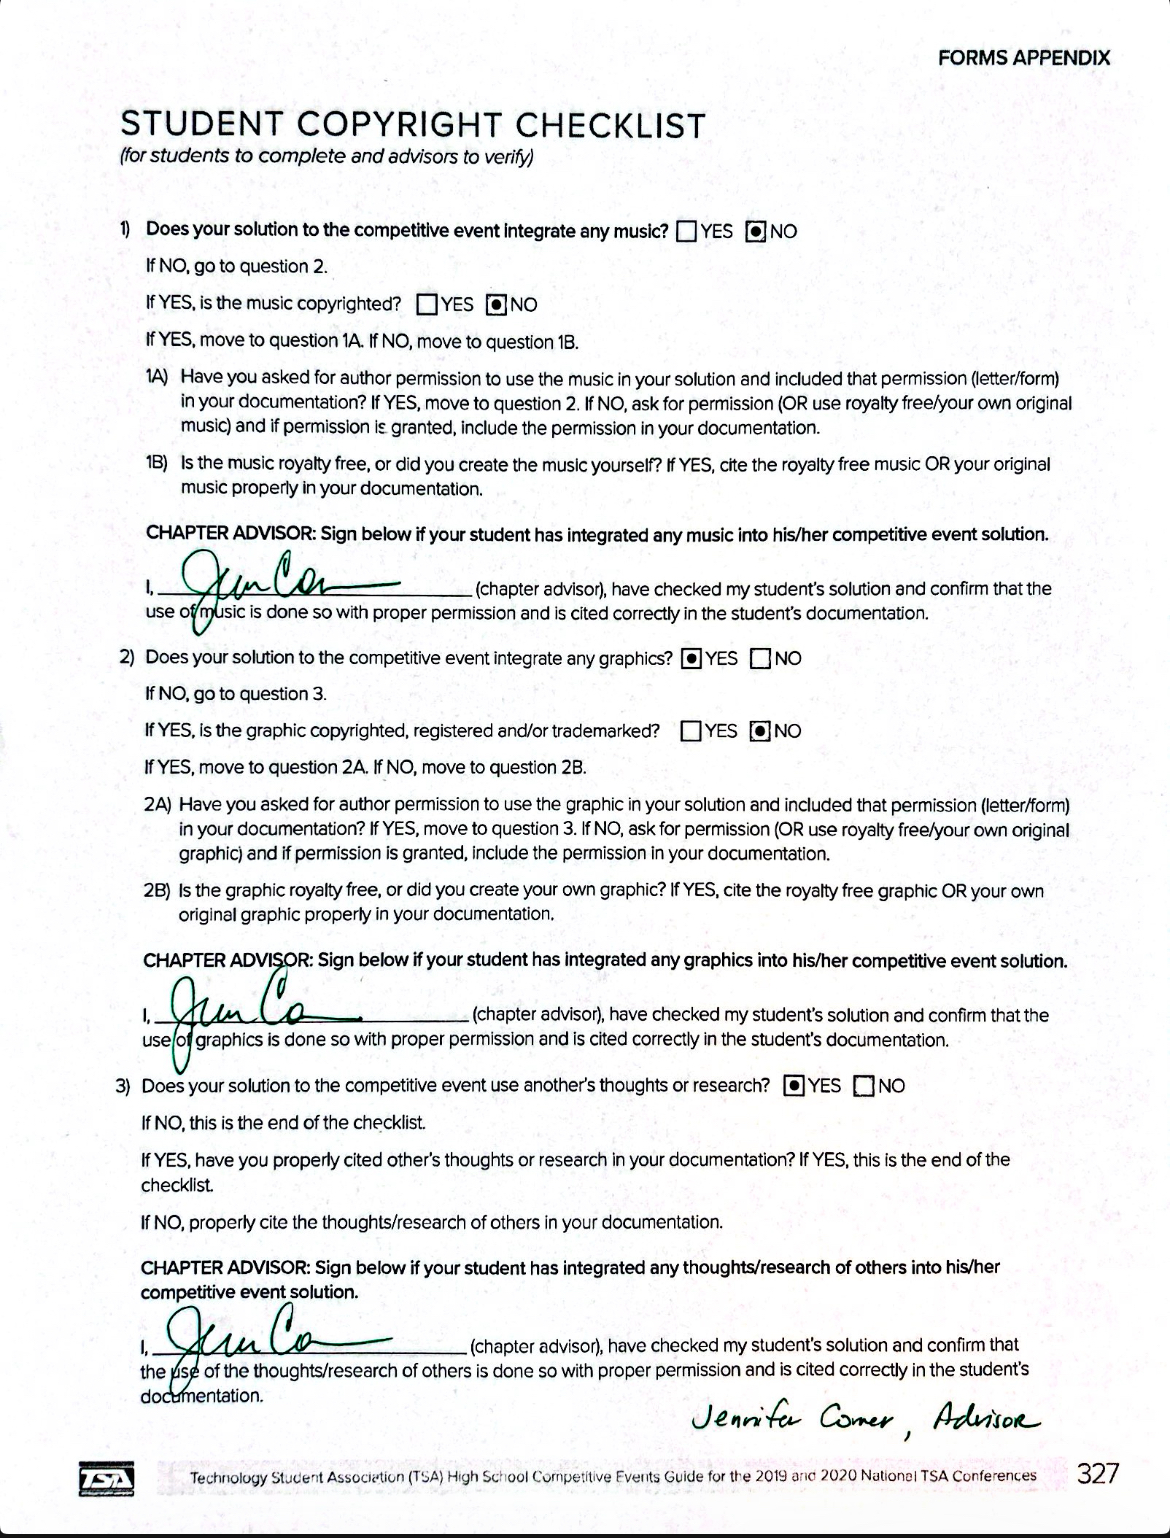 FORMS APPENDIX
STUDENT COPYRIGHT CHECKLIST
(for students to complete and advisors to verify)
1) Does your solution to the competitive event integrate any music? YES NO
If NO, go to question 2.
If YES, is the music copyrighted? YES NO
If YES, move to question 1A. If NO, move to question 1B.
1A) Have you asked for author permission to use the music in your solution and included that permission (letter/form)
in your documentation? If YES, move to question 2. If NO, ask for permission (OR use royalty free/your own original
music) and if permission is granted, include the permission in your documentation.
1B) Is the music royalty free, or did you create the music yourself? If YES, cite the royalty free music OR your original
music properly in your documentation.
CHAPTER ADVISOR: Sign below if your student has integrated any music into his/her competitive event solution.
I, (chapter advisor), have checked my student's solution and confirm that the
use of music is done so with proper permission and is cited correctly in the student's documentation.
2) Does your solution to the competitive event integrate any graphics? YES NO
If NO, go to question 3.
If YES, is the graphic copyrighted, registered and/or trademarked? YES NO
If YES, move to question 2A. If NO, move to question 2B.
2A) Have you asked for author permission to use the graphic in your solution and included that permission (letter/form)
in your documentation? If YES, move to question 3. If NO, ask for permission (OR use royalty free/your own original
graphic) and if permission is granted, include the permission in your documentation.
2B) Is the graphic royalty free, or did you create your own graphic? If YES, cite the royalty free graphic OR your own
original graphic properly in your documentation.
CHAPTER ADVISOR: Sign below if your student has integrated any graphics into his/her competitive event solution.
I, (chapter advisor), have checked my student's solution and confirm that the
use of graphics is done so with proper permission and is cited correctly in the student's documentation.
3) Does your solution to the competitive event use another's thoughts or research? YES NO
If NO, this is the end of the checklist.
If YES, have you properly cited other's thoughts or research in your documentation? If YES, this is the end of the
checklist.
If NO, properly cite the thoughts/research of others in your documentation.
CHAPTER ADVISOR: Sign below if your student has integrated any thoughts/research of others into his/her
competitive event solution.
I, (chapter advisor), have checked my student's solution and confirm that
the use of the thoughts/research of others is done so with proper permission and is cited correctly in the student's
documentation.
Jennifer Comer, Advisor
TSA Technology Student Association (TSA) High School Competitive Events Guide for the 2019 and 2020 National TSA Conferences 327